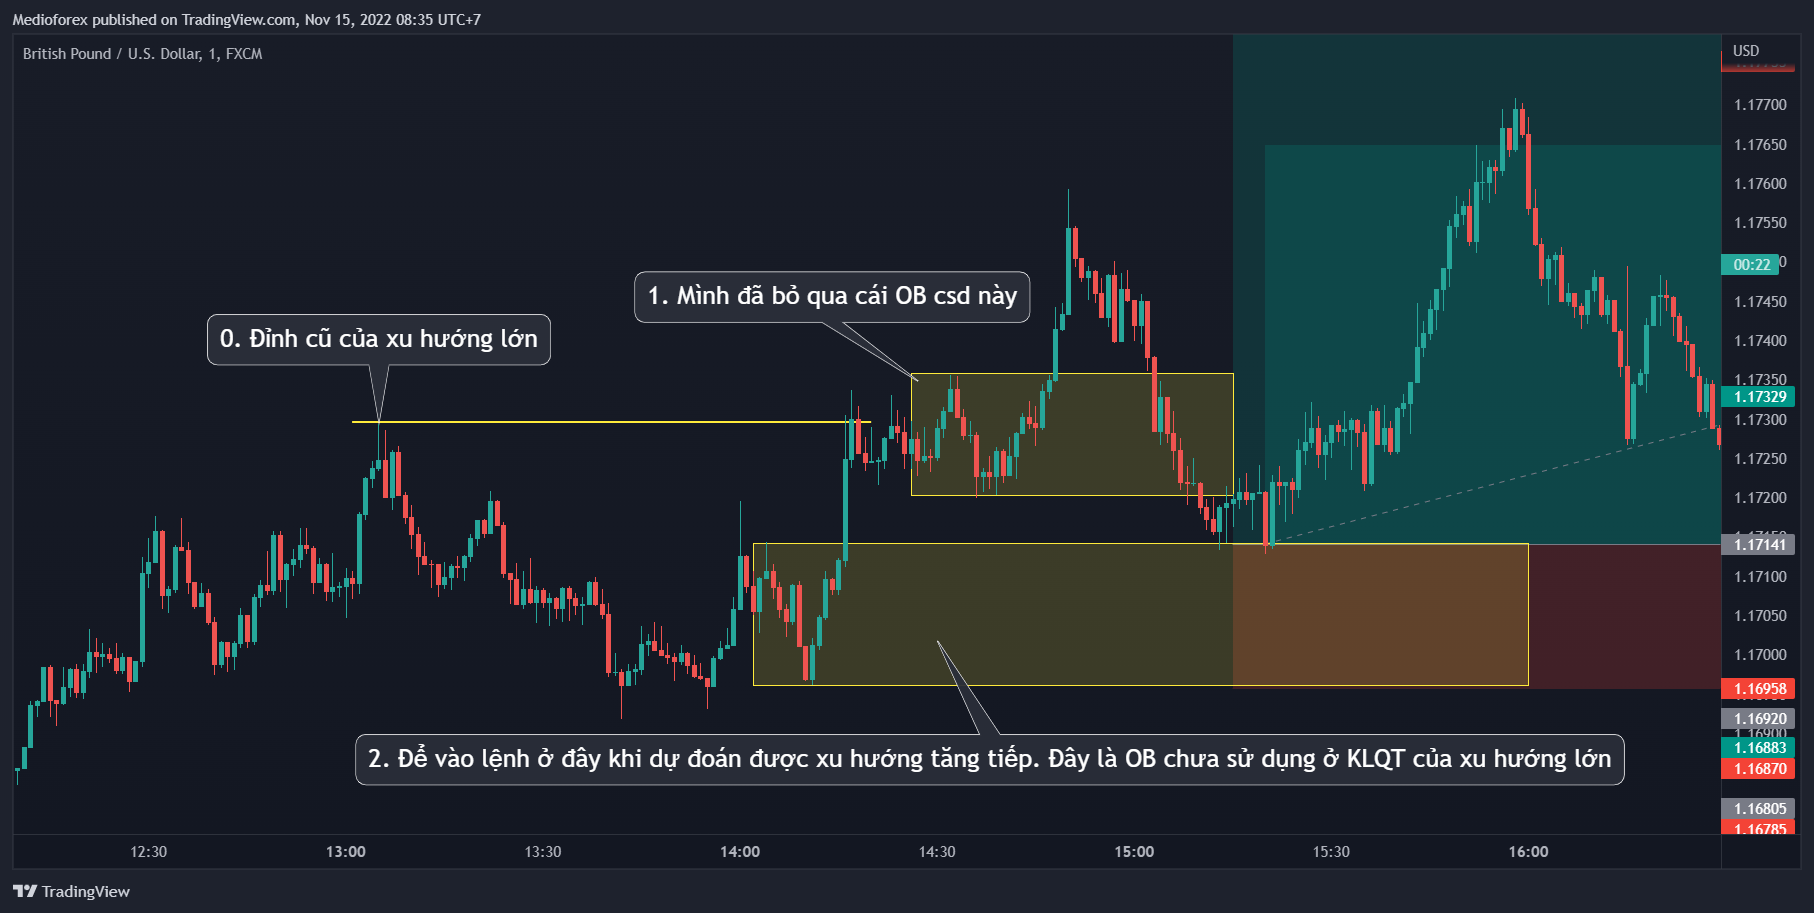 Medioforex published on TradingView.com, Nov 15, 2022 08:35 UTC+7
British Pound / U.S. Dollar, 1, FXCM
USD
1.17700
1.17650
1.17600
1.17550
00:22
1. Mình đã bỏ qua cái OB csd này
1.17450
0. Đỉnh cũ của xu hướng lớn
1.17400
1.17350
1.17329
1.17300
1.17250
1.17200
1.17141
1.17100
1.17050
1.17000
1.16958
1.16920
1.16900
1.16883
2. Để vào lệnh ở đây khi dự đoán được xu hướng tăng tiếp. Đây là OB chưa sử dụng ở KLQT của xu hướng lớn
1.16870
1.16805
1.16785
12:30 13:00 13:30 14:00 14:30 15:00 15:30 16:00
TradingView